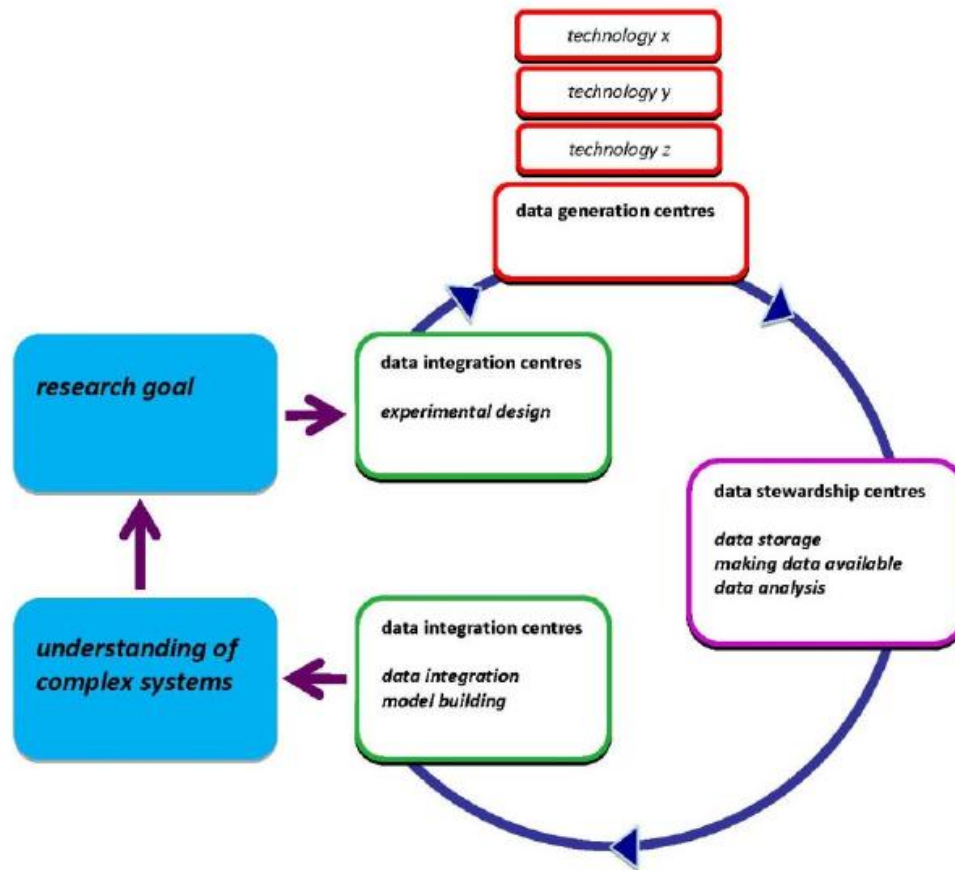 technology x
technology y
technology z
data generation centres
research goal
data integration centres
experimental design
data stewardship centres
data storage
making data available
data analysis
understanding of
complex systems
data integration centres
data integration
model building